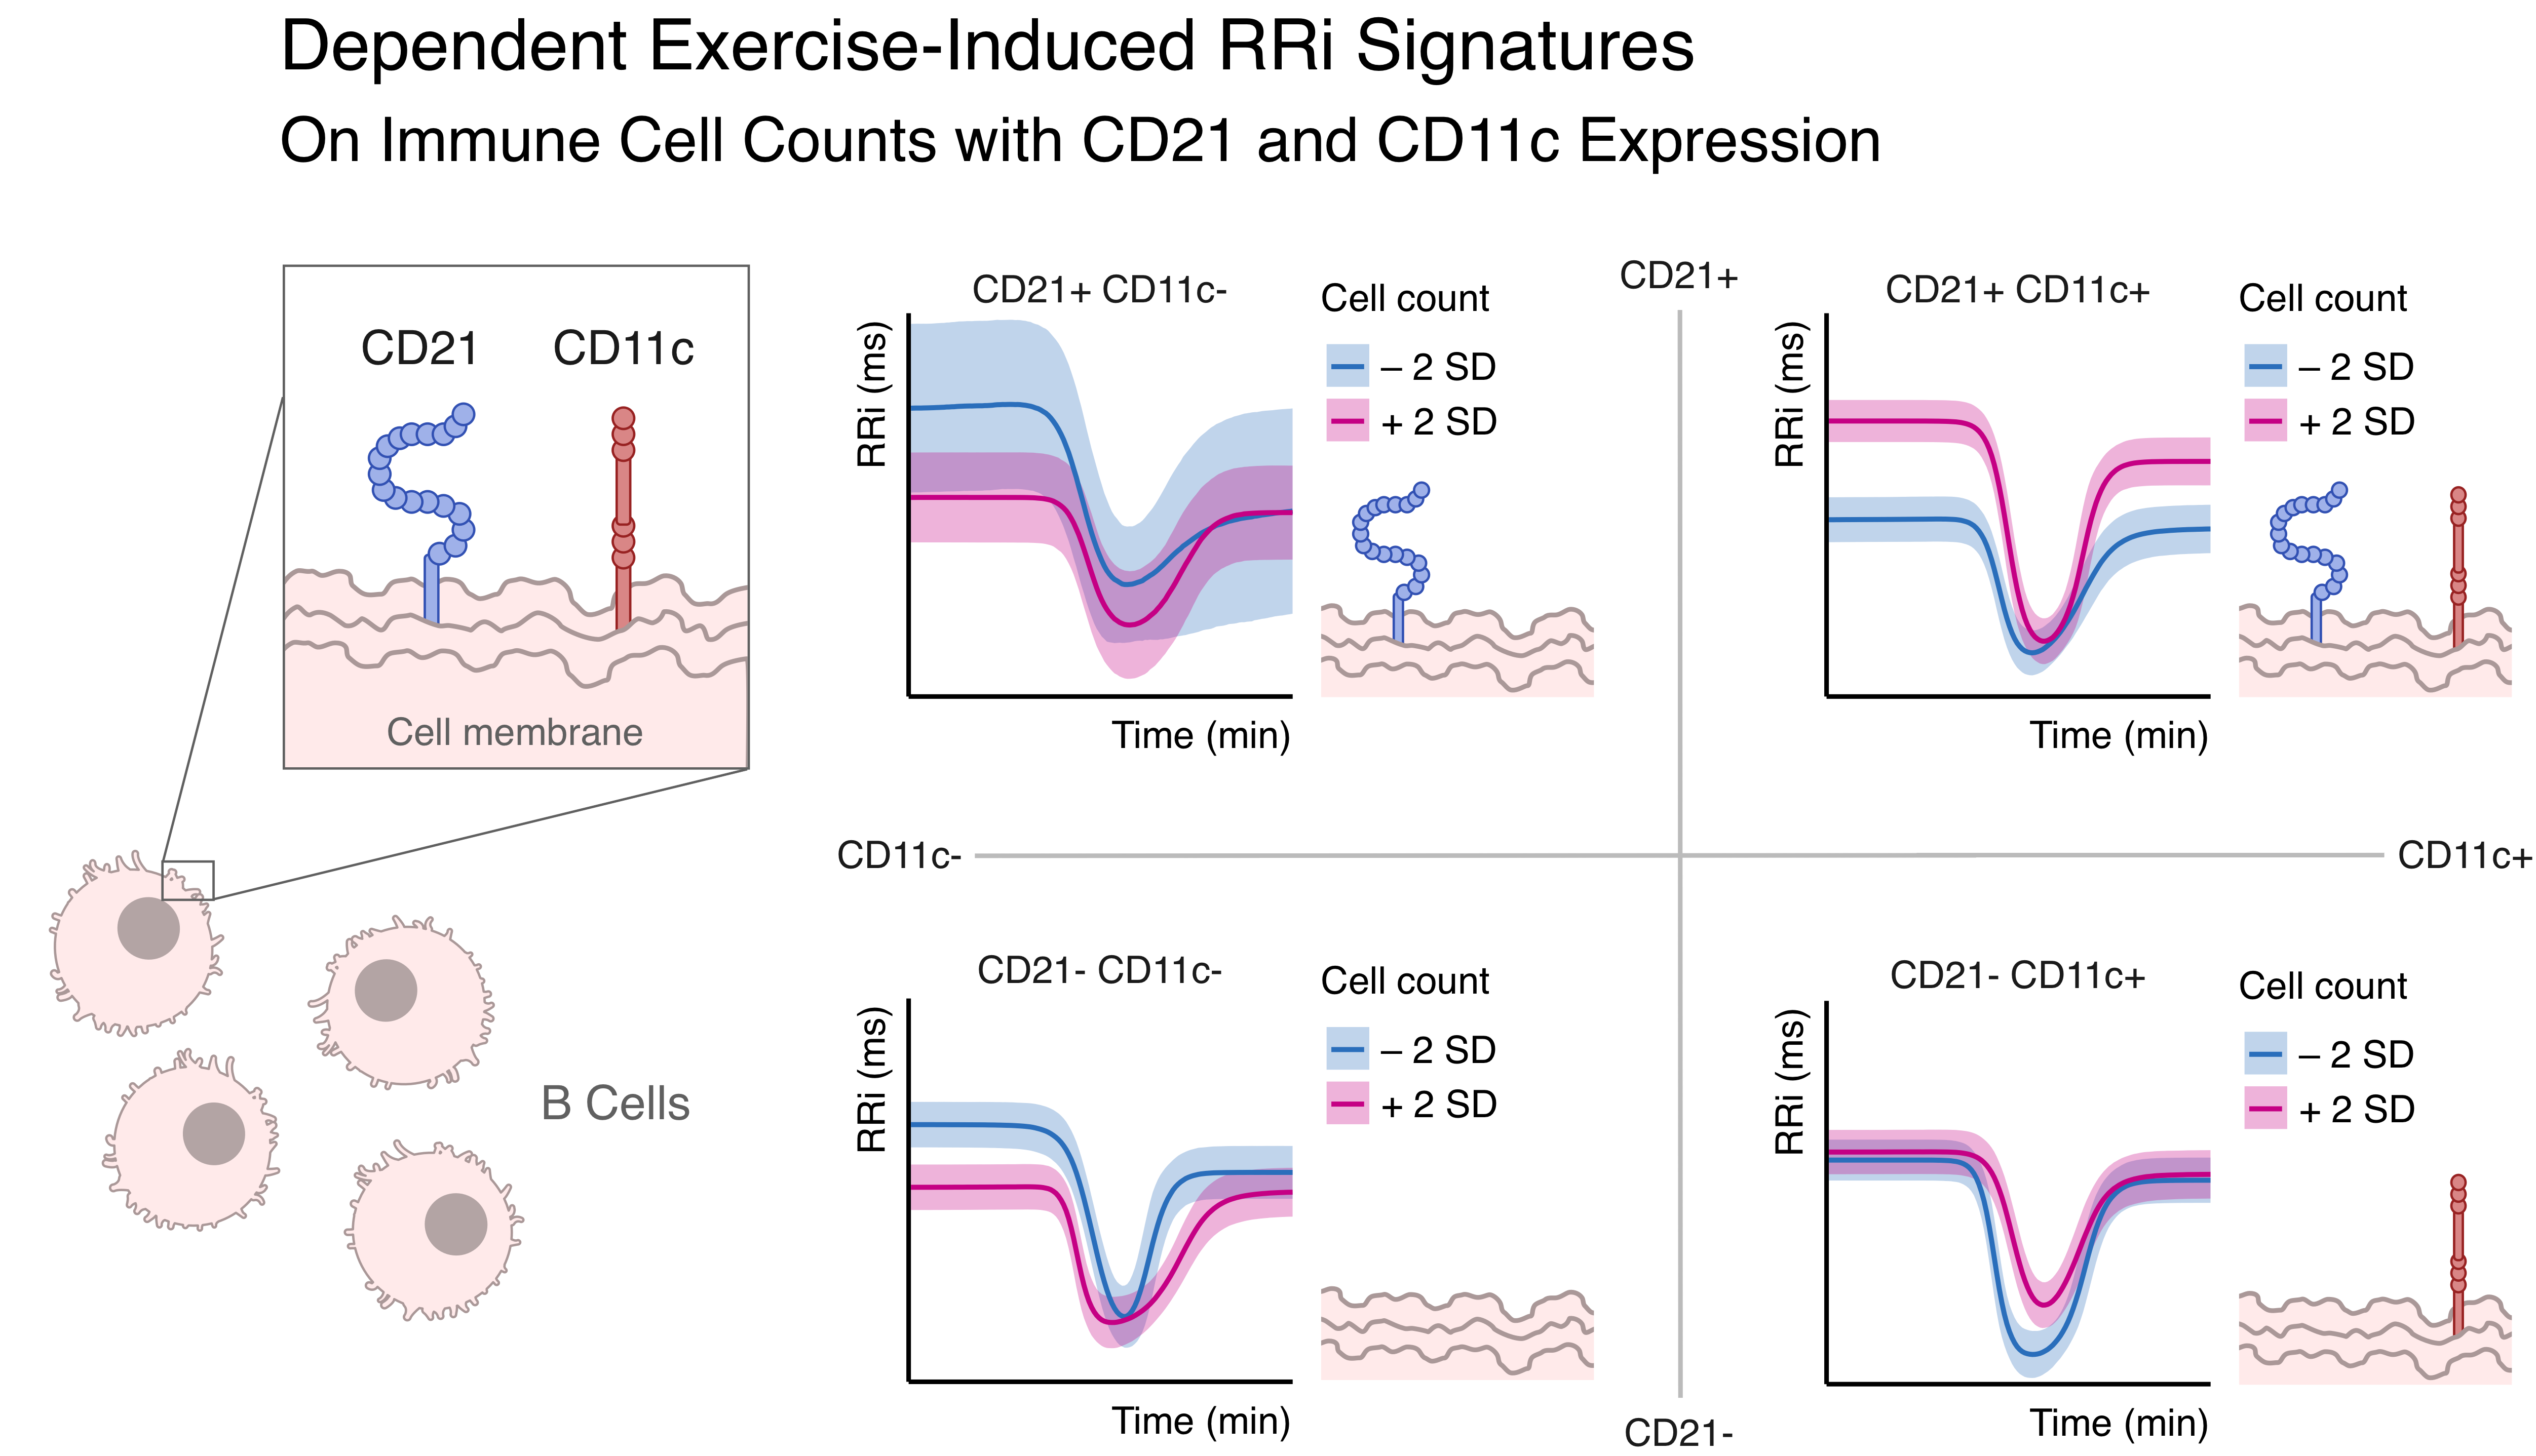 Dependent Exercise-Induced RRi Signatures
On Immune Cell Counts with CD21 and CD11c Expression
CD21
CD11c
Cell membrane
B Cells
CD21+
CD11c-
CD11c+
CD21-
CD21+ CD11c-
RRi (ms)
Time (min)
Cell count
– 2 SD
+ 2 SD
CD21+ CD11c+
RRi (ms)
Time (min)
Cell count
– 2 SD
+ 2 SD
CD21- CD11c-
RRi (ms)
Time (min)
Cell count
– 2 SD
+ 2 SD
CD21- CD11c+
RRi (ms)
Time (min)
Cell count
– 2 SD
+ 2 SD